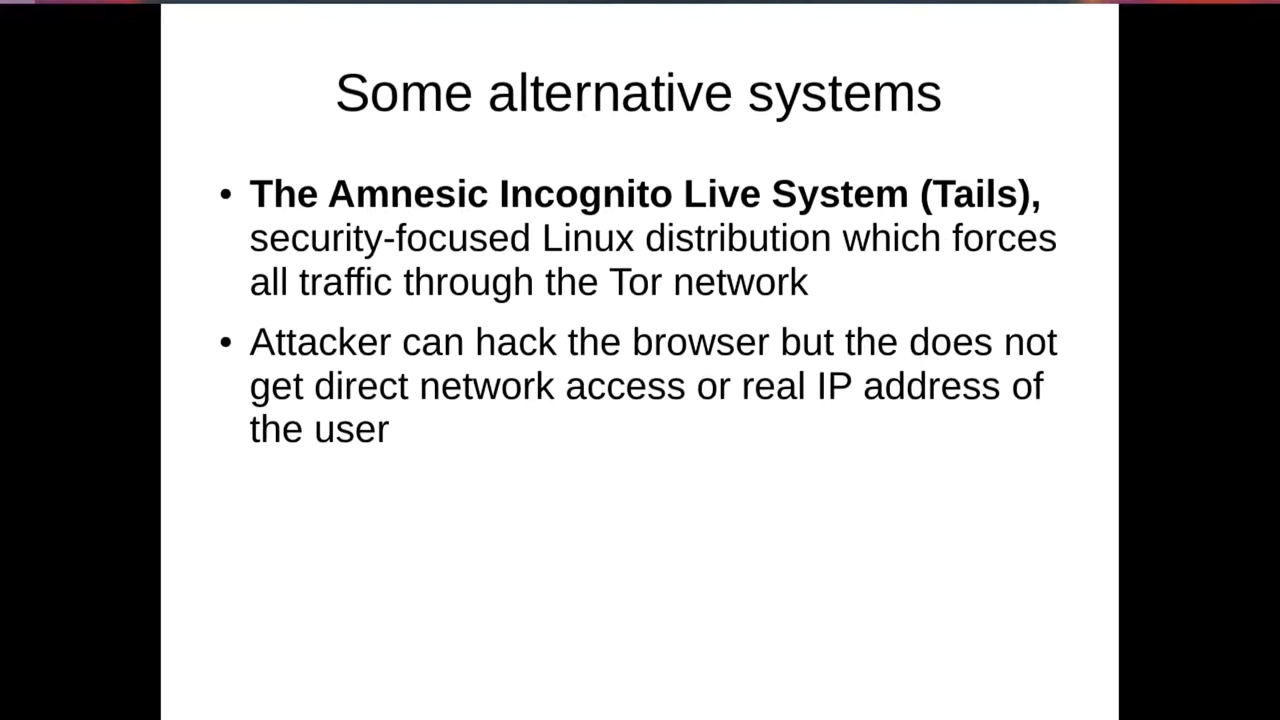 Some alternative systems
• The Amnesic Incognito Live System (Tails),
security-focused Linux distribution which forces
all traffic through the Tor network
• Attacker can hack the browser but the does not
get direct network access or real IP address of
the user